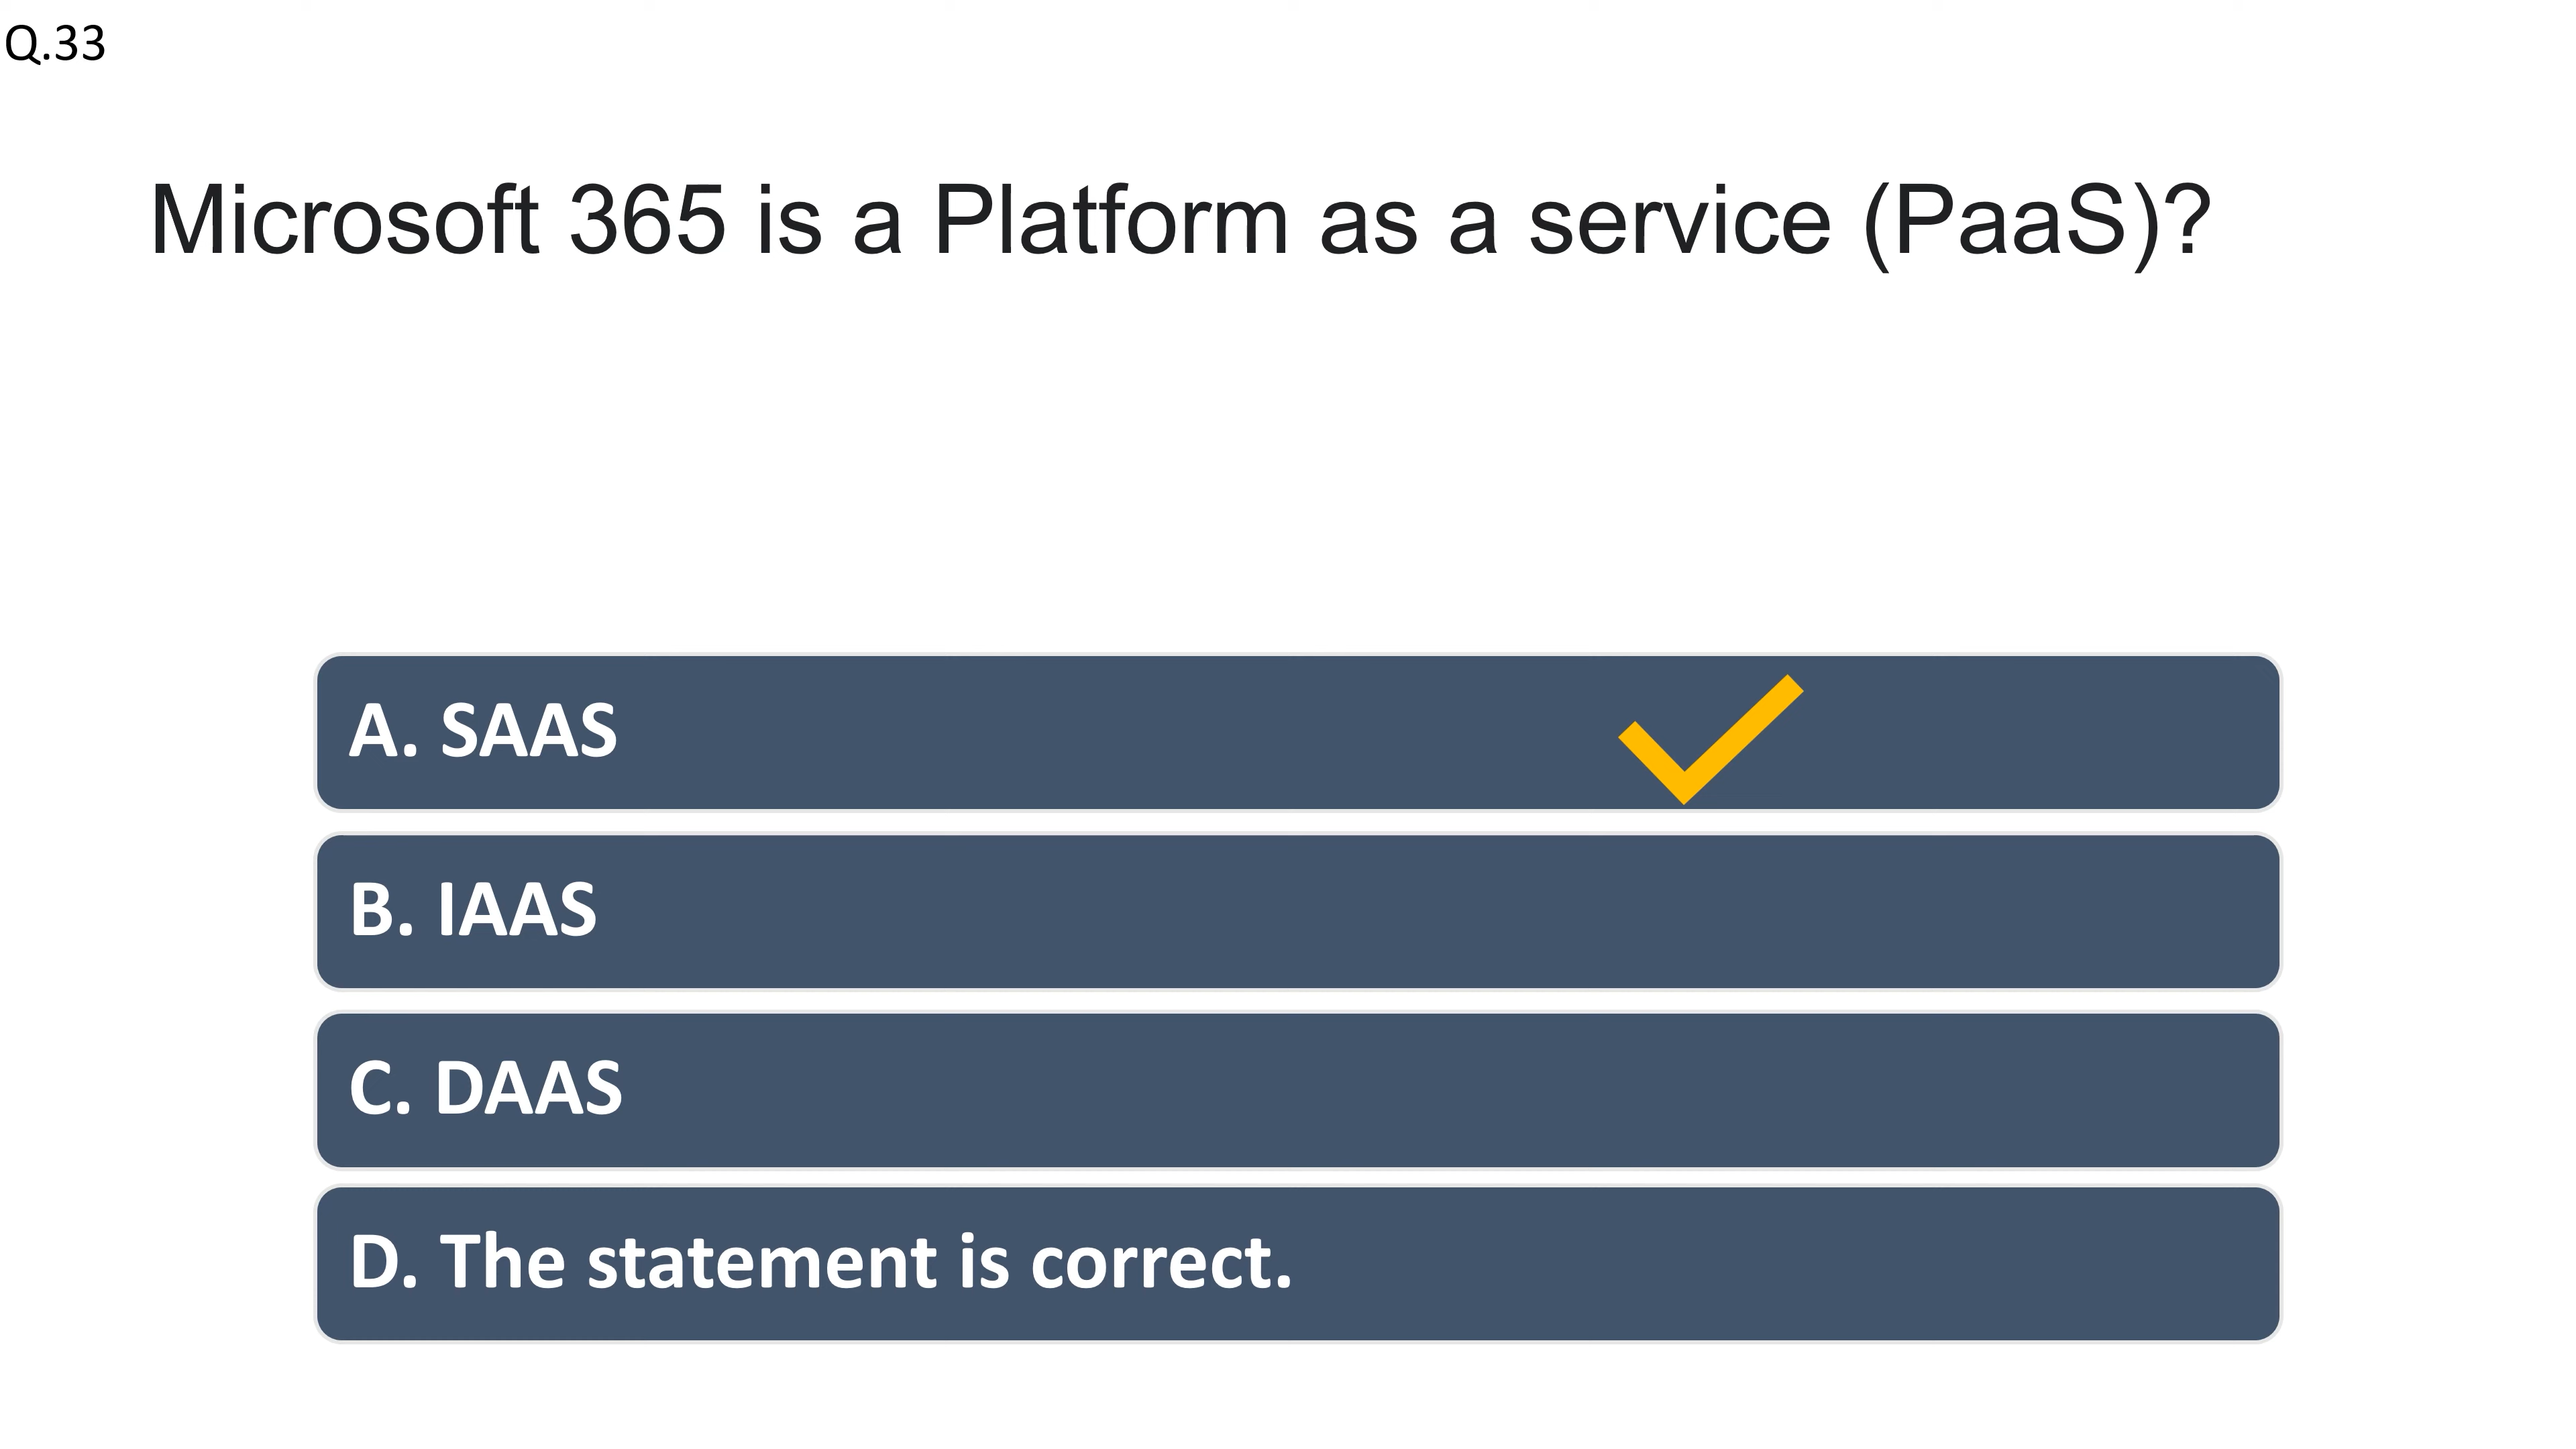 Q.33
Microsoft 365 is a Platform as a service (PaaS)?
A. SAAS
B. IAAS
C. DAAS
D. The statement is correct.